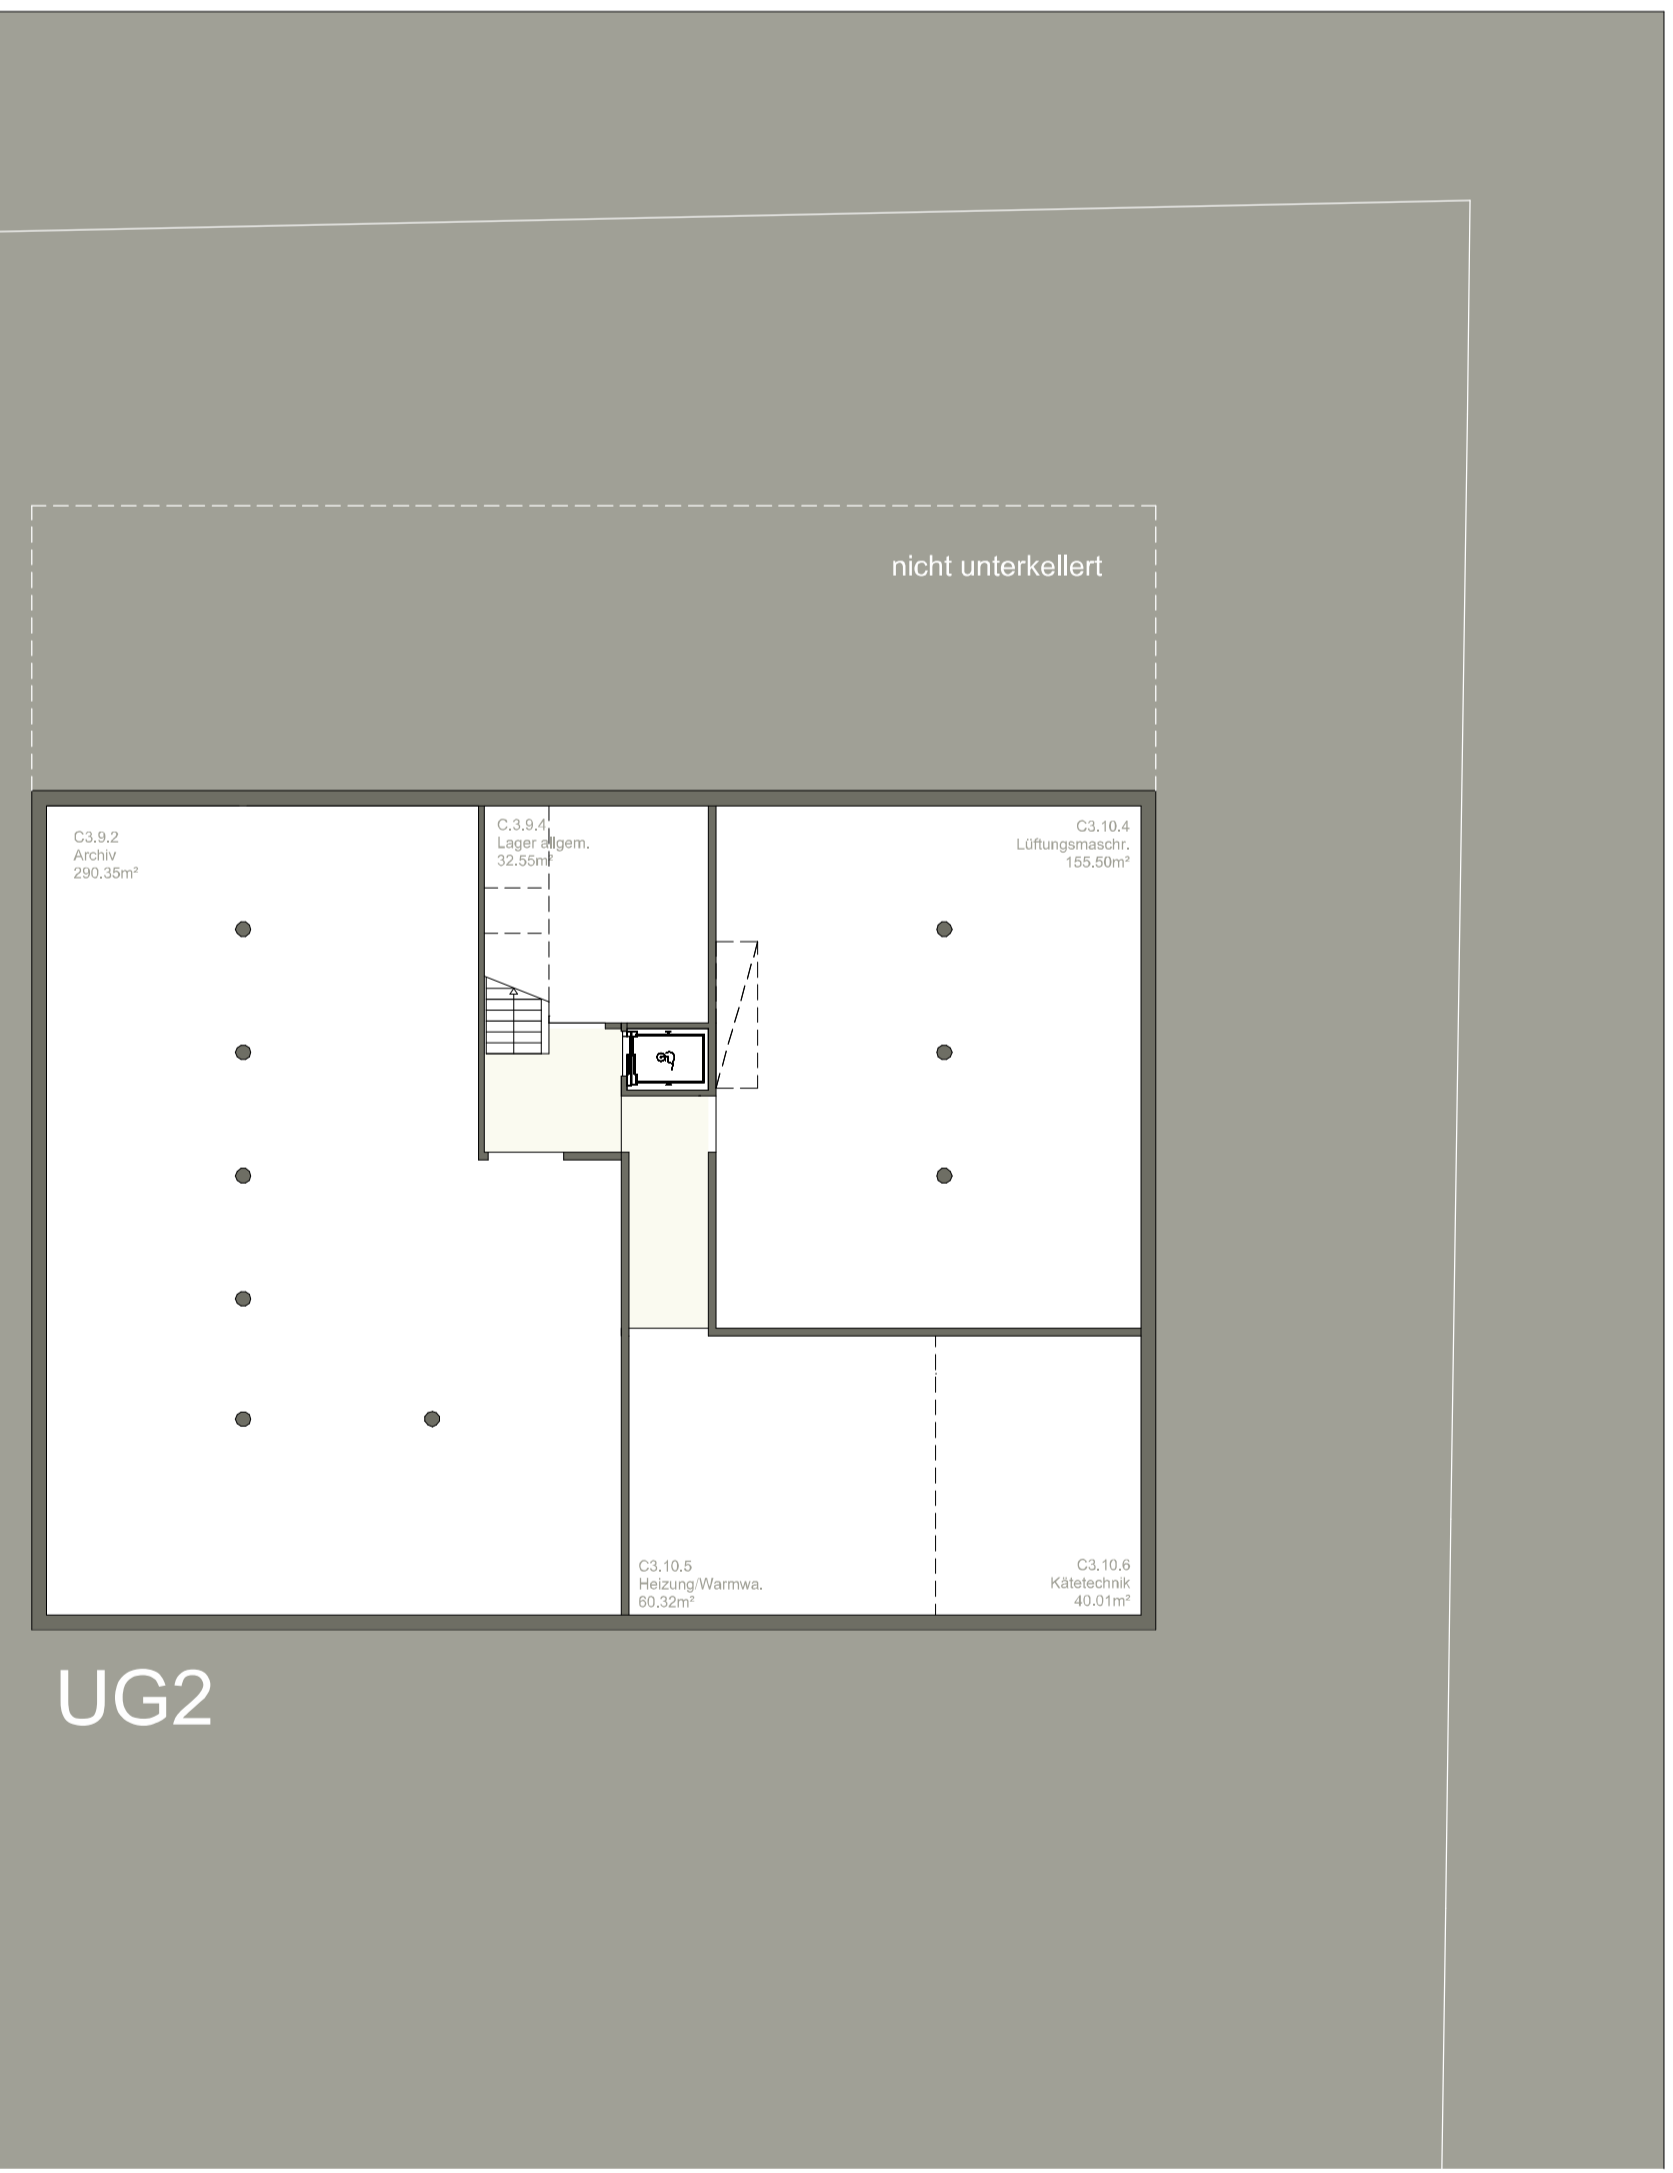 nicht unterkellert
C3.9.2
Archiv
290.35m²
C.3.9.4
Lager allgem.
32.55m²
C3.10.4
Lüftungsmaschr.
155.50m²
C3.10.5
Heizung/Warmwa.
60.32m²
C3.10.6
Kätetechnik
40.01m²
UG2